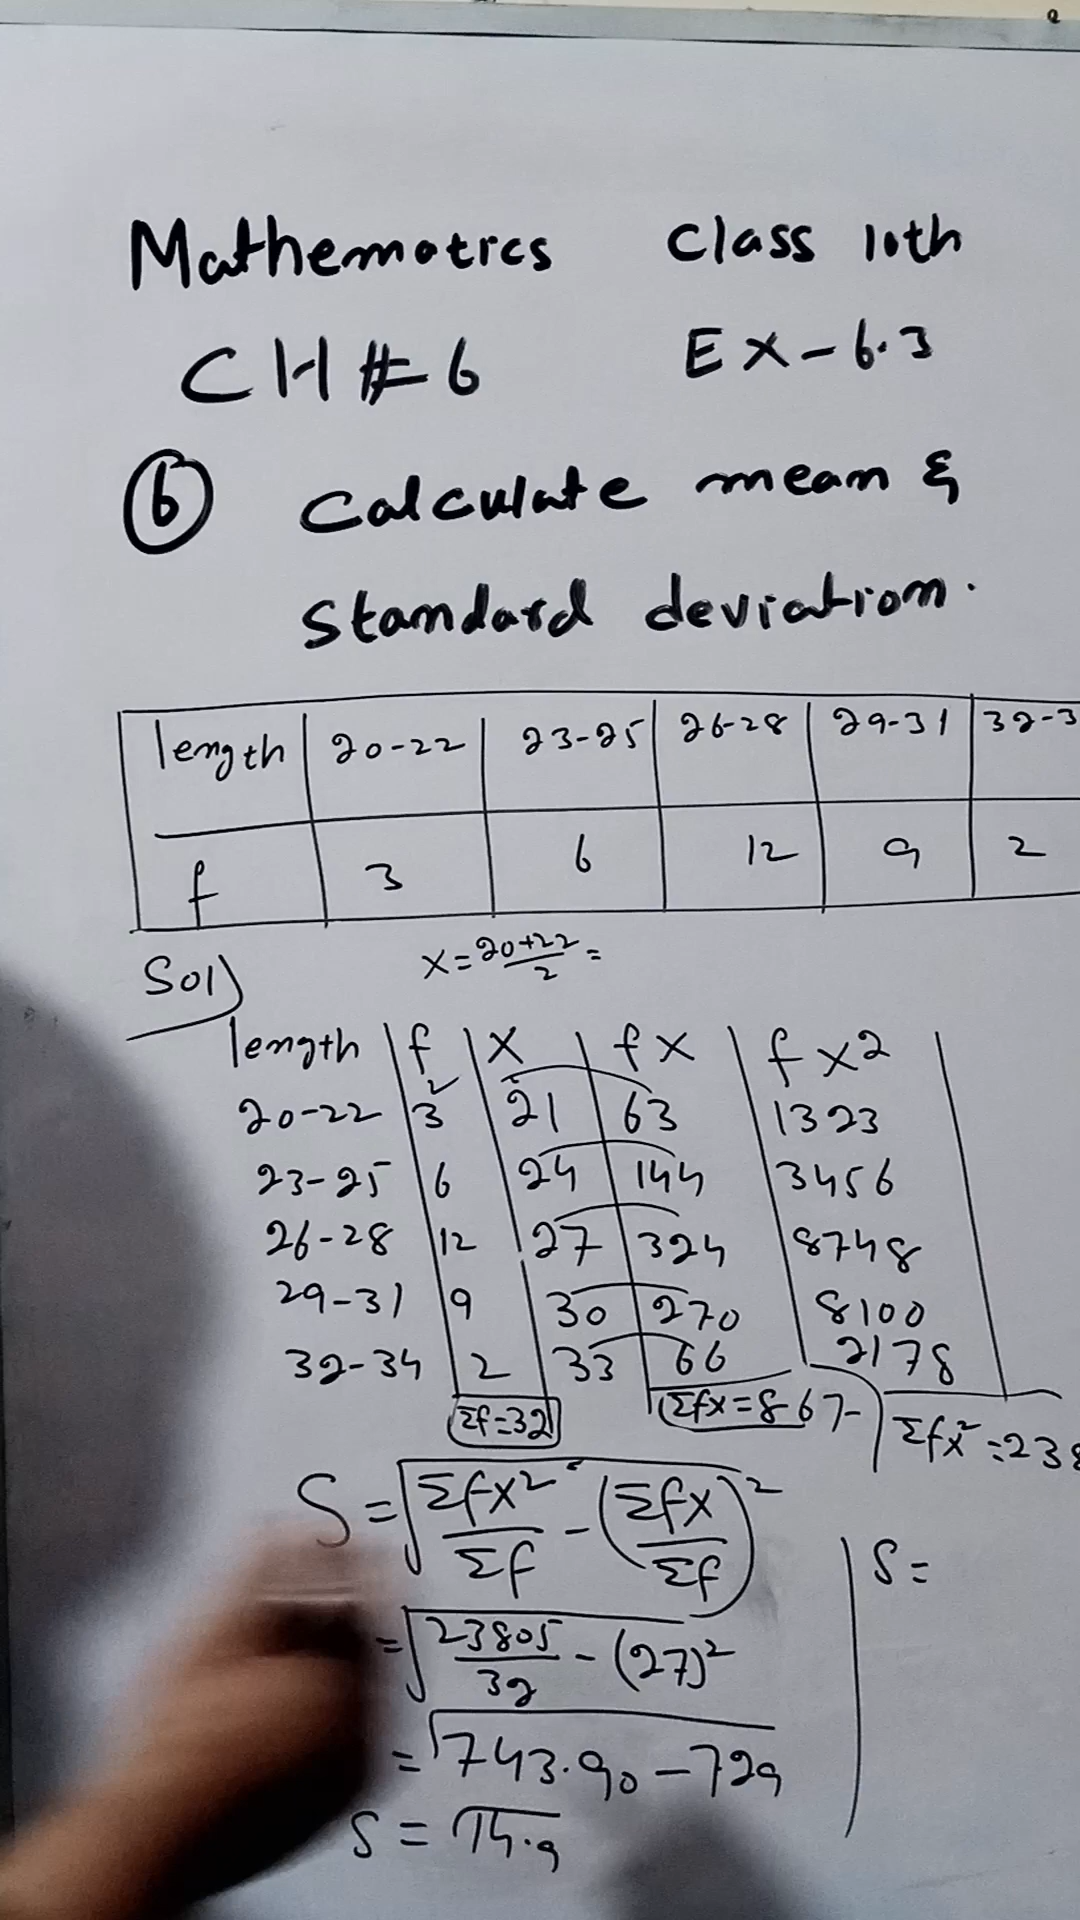 Mathematics Class 10th
CH#6 EX-6.3
6 Calculate mean &
standard deviation.
length 20-22 23-25 26-28 29-31 32-3
f 3 6 12 9 2
Sol) X=20+22/2=
length f X fX fX2
20-22 3 21 63 1323
23-25 6 24 144 3456
26-28 12 27 324 8748
29-31 9 30 270 8100
32-34 2 33 66 2178
Σf=32 Σfx=867- Σfx²=238
S=√Σfx²/Σf-(Σfx/Σf)² S=
=√23805/32-(27)²
=√743.90-729
S=√14.9